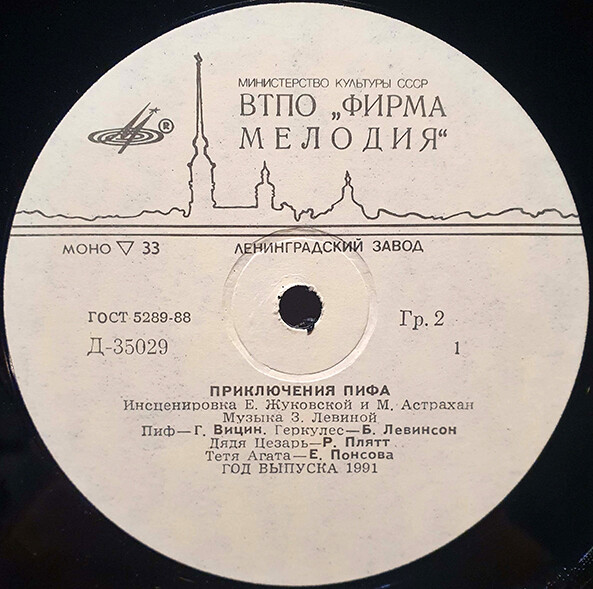 МИНИСТЕРСТВО КУЛЬТУРЫ СССР
ВТПО „ФИРМА
МЕЛОДИЯ“
®
МОНО ▽ 33
ЛЕНИНГРАДСКИЙ ЗАВОД
ГОСТ 5289-88
Гр. 2
Д-35029
1
ПРИКЛЮЧЕНИЯ ПИФА
Инсценировка Е. Жуковской и М. Астрахан
Музыка З. Левиной
Пиф—Г. Вицин. Геркулес—Б. Левинсон
Дядя Цезарь—Р. Плятт
Тетя Агата—Е. Понсова
ГОД ВЫПУСКА 1991